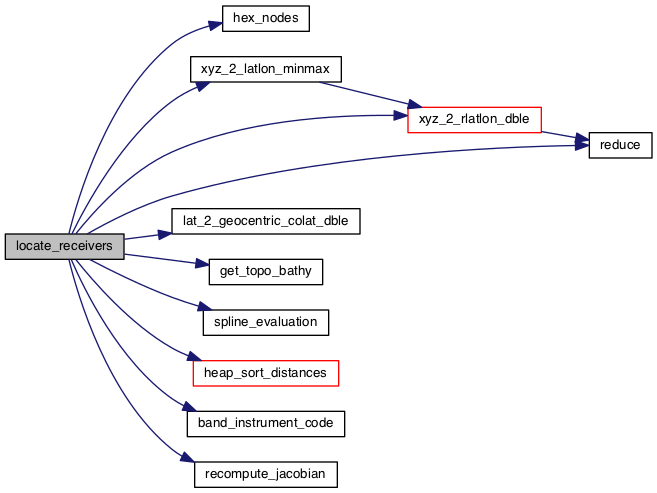 hex_nodes
xyz_2_latlon_minmax
xyz_2_rlatlon_dble
reduce
lat_2_geocentric_colat_dble
locate_receivers
get_topo_bathy
spline_evaluation
heap_sort_distances
band_instrument_code
recompute_jacobian